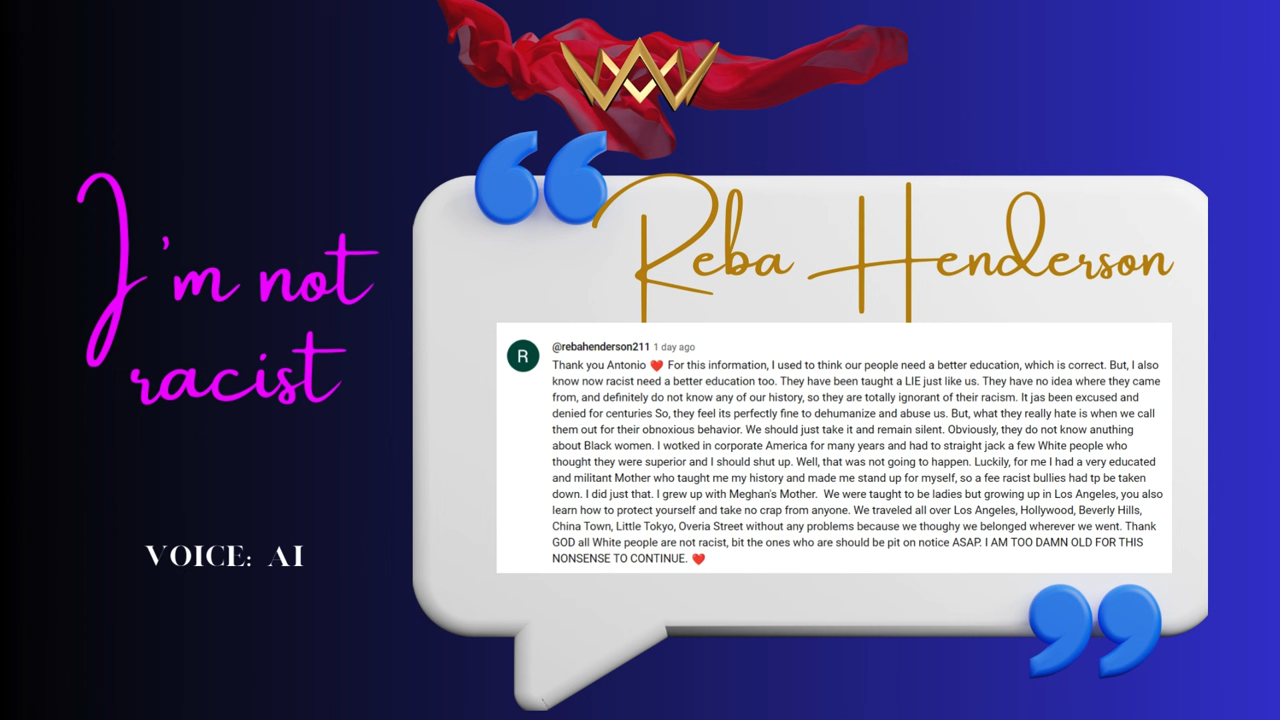 I'm not
racist
VOICE: AI
Reba Henderson
R
@rebahenderson211 1 day ago
Thank you Antonio ❤️ For this information, I used to think our people need a better education, which is correct. But, I also
know now racist need a better education too. They have been taught a LIE just like us. They have no idea where they came
from, and definitely do not know any of our history, so they are totally ignorant of their racism. It jas been excused and
denied for centuries So, they feel its perfectly fine to dehumanize and abuse us. But, what they really hate is when we call
them out for their obnoxious behavior. We should just take it and remain silent. Obviously, they do not know anuthing
about Black women. I wotked in corporate America for many years and had to straight jack a few White people who
thought they were superior and I should shut up. Well, that was not going to happen. Luckily, for me I had a very educated
and militant Mother who taught me my history and made me stand up for myself, so a fee racist bullies had tp be taken
down. I did just that. I grew up with Meghan's Mother.  We were taught to be ladies but growing up in Los Angeles, you also
learn how to protect yourself and take no crap from anyone. We traveled all over Los Angeles, Hollywood, Beverly Hills,
China Town, Little Tokyo, Overia Street without any problems because we thoughy we belonged wherever we went. Thank
GOD all White people are not racist, bit the ones who are should be pit on notice ASAP. I AM TOO DAMN OLD FOR THIS
NONSENSE TO CONTINUE. ❤️